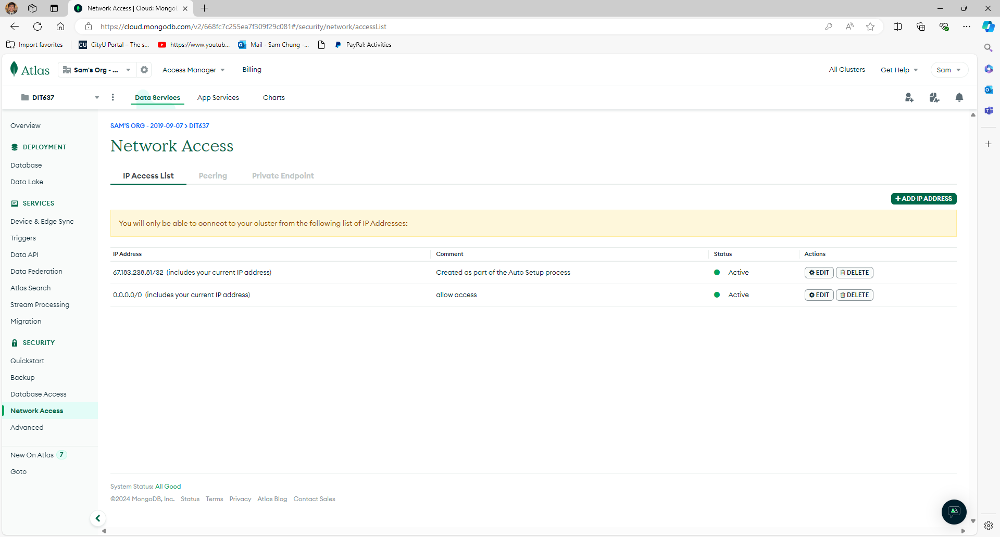 Network Access | Cloud: MongoD
https://cloud.mongodb.com/v2/668fc7c255ea7f309f29c081#/security/network/accessList
Import favorites
CU CityU Portal – The s...
https://www.youtub...
Mail - Sam Chung -...
PayPal: Activities
Atlas
Sam's Org - ...
Access Manager
Billing
All Clusters
Get Help
Sam
DIT637
Data Services
App Services
Charts
Overview
DEPLOYMENT
Database
Data Lake
SERVICES
Device & Edge Sync
Triggers
Data API
Data Federation
Atlas Search
Stream Processing
Migration
SECURITY
Quickstart
Backup
Database Access
Network Access
Advanced
New On Atlas 7
Goto
SAM'S ORG - 2019-09-07 > DIT637
Network Access
IP Access List
Peering
Private Endpoint
+ ADD IP ADDRESS
You will only be able to connect to your cluster from the following list of IP Addresses:
IP Address Comment Status Actions
67.183.238.81/32 (includes your current IP address) Created as part of the Auto Setup process Active EDIT DELETE
0.0.0.0/0 (includes your current IP address) allow access Active EDIT DELETE
System Status: All Good
©2024 MongoDB, Inc. Status Terms Privacy Atlas Blog Contact Sales